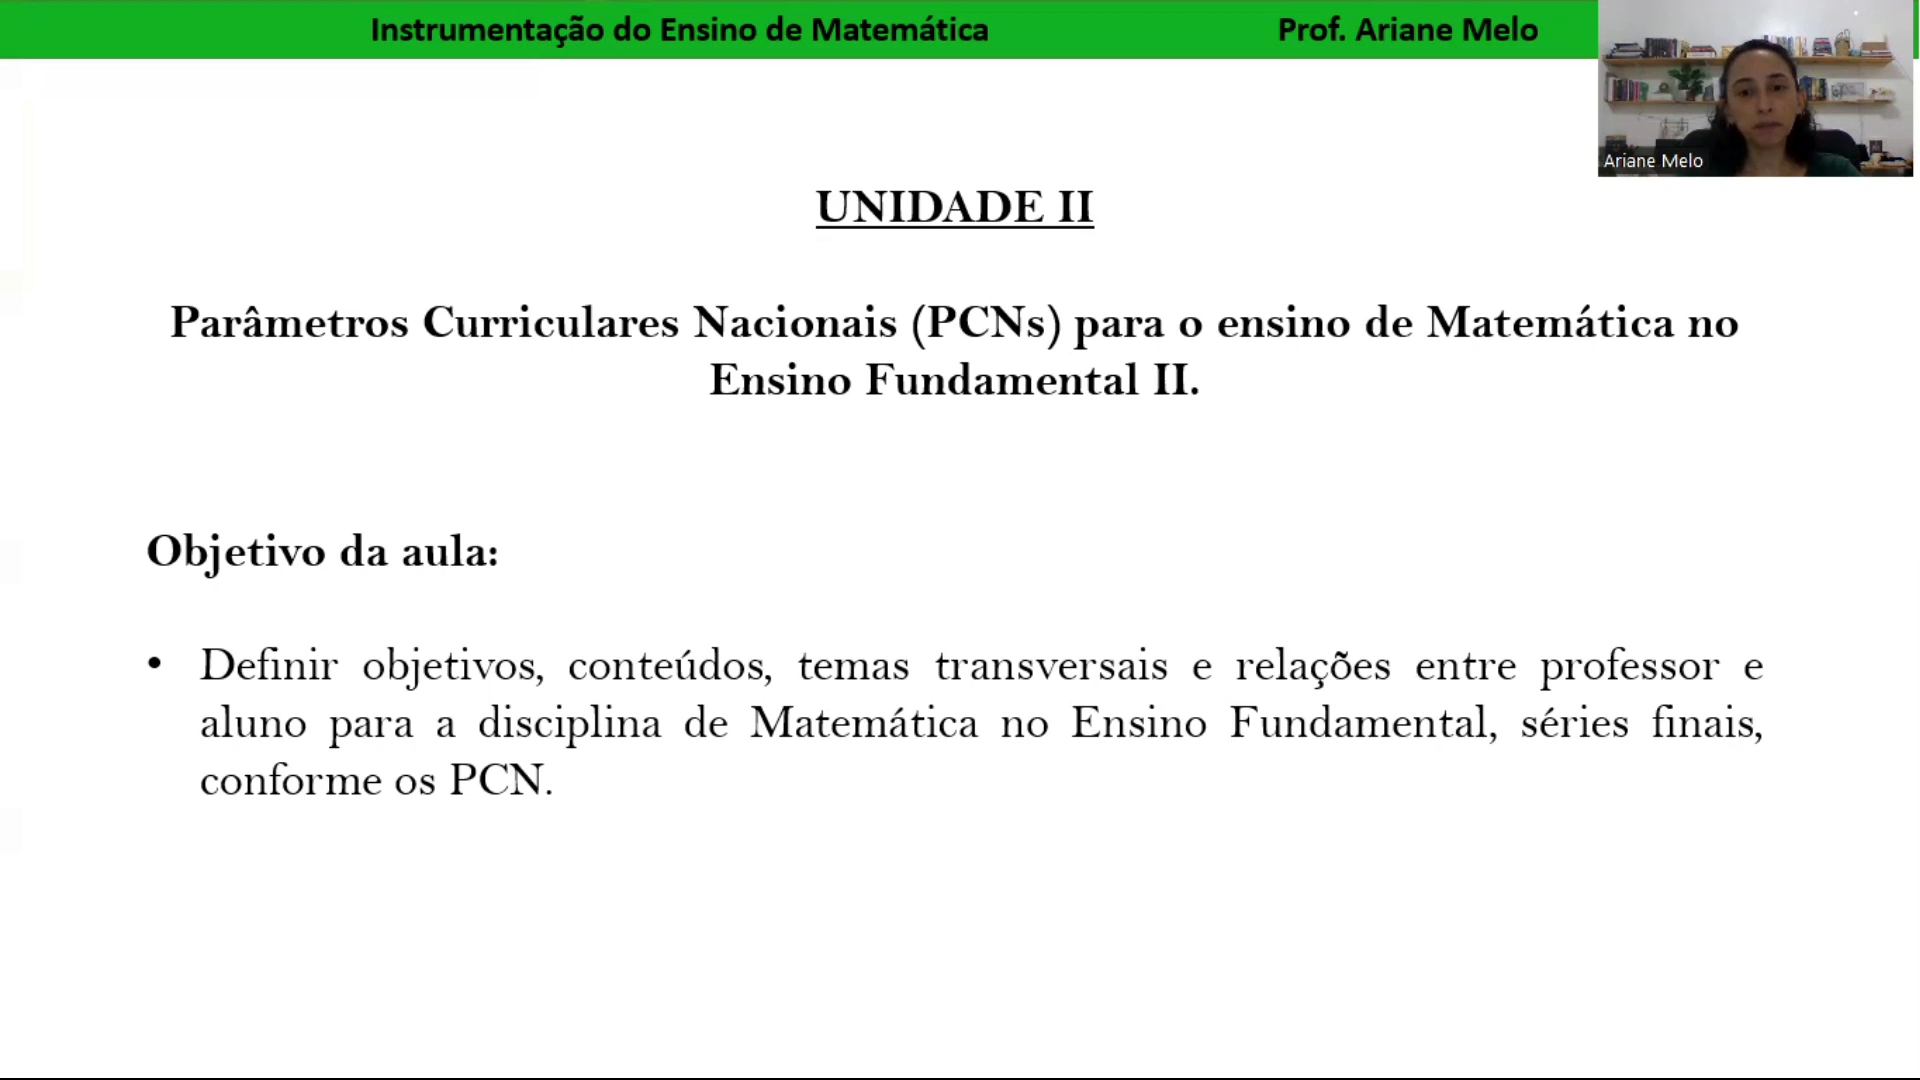 Instrumentação do Ensino de Matemática Prof. Ariane Melo
Ariane Melo
UNIDADE II
Parâmetros Curriculares Nacionais (PCNs) para o ensino de Matemática no
Ensino Fundamental II.
Objetivo da aula:
• Definir objetivos, conteúdos, temas transversais e relações entre professor e
aluno para a disciplina de Matemática no Ensino Fundamental, séries finais,
conforme os PCN.